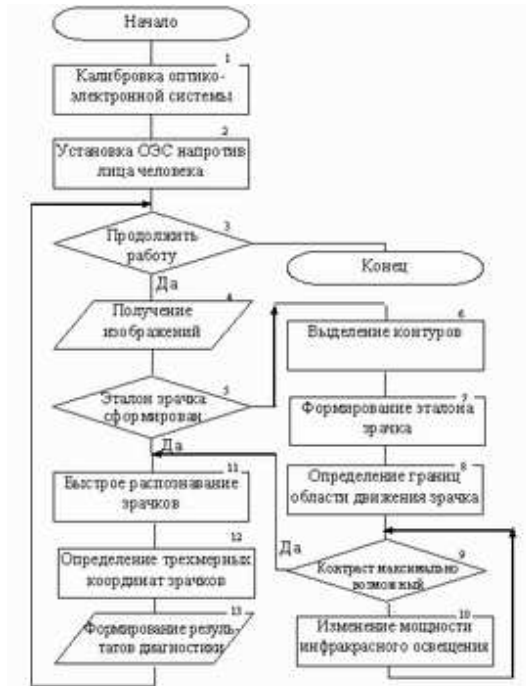 Начало
1
Калибровка оптико-
электронной системы
2
Установка ОЭС напротив
лица человека
3
Продолжить
работу
Конец
Да
4
Получение
изображений
5
Эталон зрачка
сформирован
Да
6
Выделение контуров
7
Формирование эталона
зрачка
8
Определение границ
области движения зрачка
9
Контраст максимально
возможный
Да
10
Изменение мощности
инфракрасного освещения
11
Быстрое распознавание
зрачков
12
Определение трехмерных
координат зрачков
13
Формирование резуль-
татов диагностики